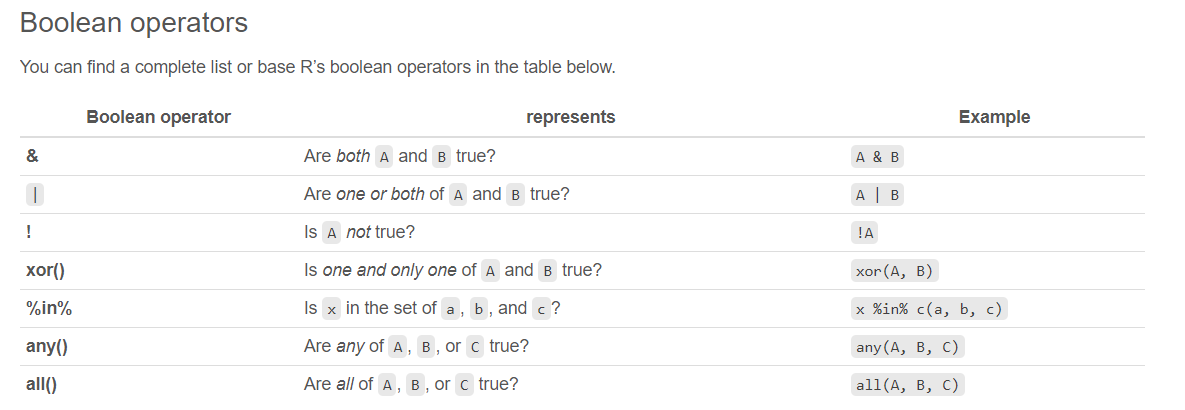 Boolean operators
You can find a complete list or base R's boolean operators in the table below.
Boolean operator represents Example
& Are both A and B true? A & B
| Are one or both of A and B true? A | B
! Is A not true? !A
xor() Is one and only one of A and B true? xor(A, B)
%in% Is x in the set of a, b, and c? x %in% c(a, b, c)
any() Are any of A, B, or C true? any(A, B, C)
all() Are all of A, B, or C true? all(A, B, C)